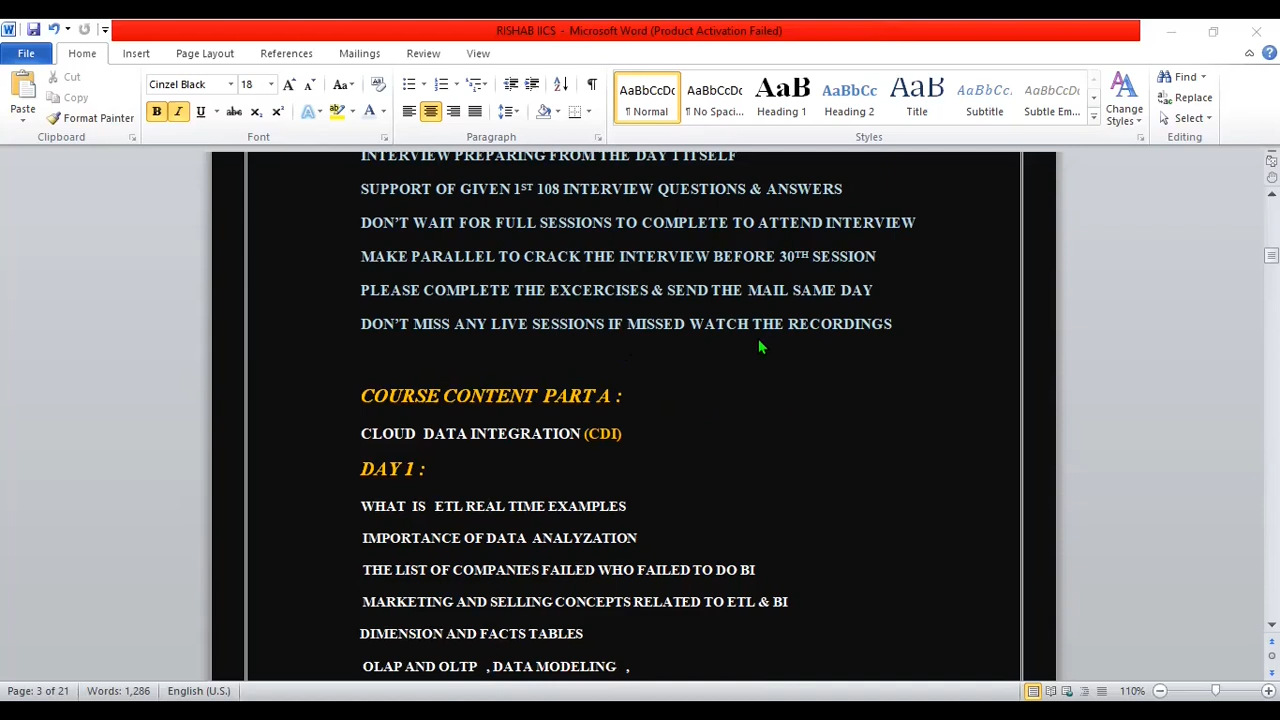 RISHAB IICS - Microsoft Word (Product Activation Failed)
File Home Insert Page Layout References Mailings Review View
Paste
Cut
Copy
Format Painter
Clipboard
Cinzel Black 18
Font
Paragraph
AaBbCcDc ¶ Normal
AaBbCcDc ¶ No Spaci...
AaB Heading 1
AaBbCc Heading 2
AaB Title
AaBbCc. Subtitle
AaBbCcDc Subtle Em...
Change Styles
Styles
Find
Replace
Select
Editing
INTERVIEW PREPARING FROM THE DAY 1 ITSELF
SUPPORT OF GIVEN 1ST 108 INTERVIEW QUESTIONS & ANSWERS
DON'T WAIT FOR FULL SESSIONS TO COMPLETE TO ATTEND INTERVIEW
MAKE PARALLEL TO CRACK THE INTERVIEW BEFORE 30TH SESSION
PLEASE COMPLETE THE EXCERCISES & SEND THE MAIL SAME DAY
DON'T MISS ANY LIVE SESSIONS IF MISSED WATCH THE RECORDINGS
COURSE CONTENT PART A :
CLOUD DATA INTEGRATION (CDI)
DAY 1 :
WHAT IS ETL REAL TIME EXAMPLES
IMPORTANCE OF DATA ANALYZATION
THE LIST OF COMPANIES FAILED WHO FAILED TO DO BI
MARKETING AND SELLING CONCEPTS RELATED TO ETL & BI
DIMENSION AND FACTS TABLES
OLAP AND OLTP , DATA MODELING ,
Page: 3 of 21 Words: 1,286 English (U.S.) 110%